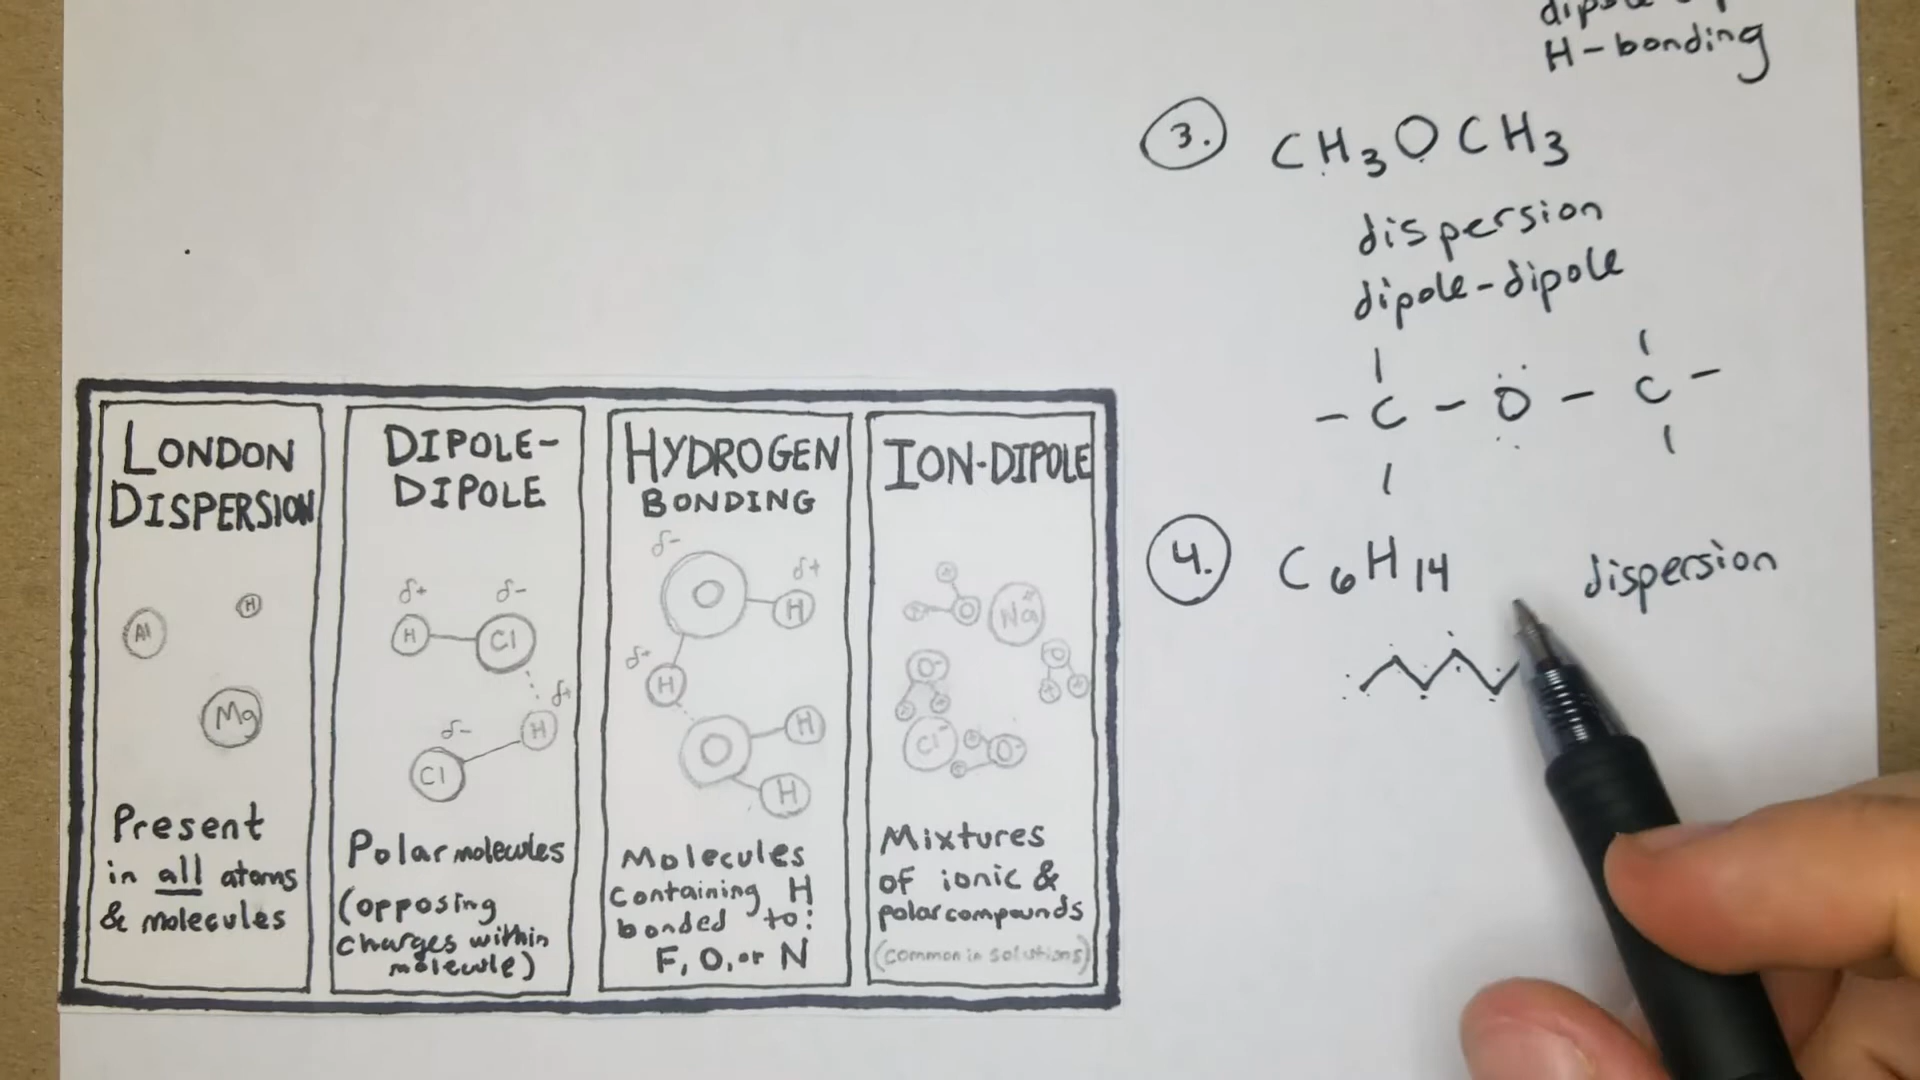 H-bonding
3. CH3OCH3
dispersion
dipole-dipole
- C - O - C -
4. C6H14 dispersion
LONDON
DISPERSION
H
Al
Mg
Present
in all atoms
& molecules
DIPOLE-
DIPOLE
δ+ δ-
H Cl
δ+
δ- H
Cl
Polar molecules
(opposing
charges within
molecule)
HYDROGEN
BONDING
δ-
δ+
O H
δ+
H
O H
H
Molecules
containing H
bonded to:
F, O, or N
ION-DIPOLE
Na
Cl-
Mixtures
of ionic &
polar compounds
(common in solutions)